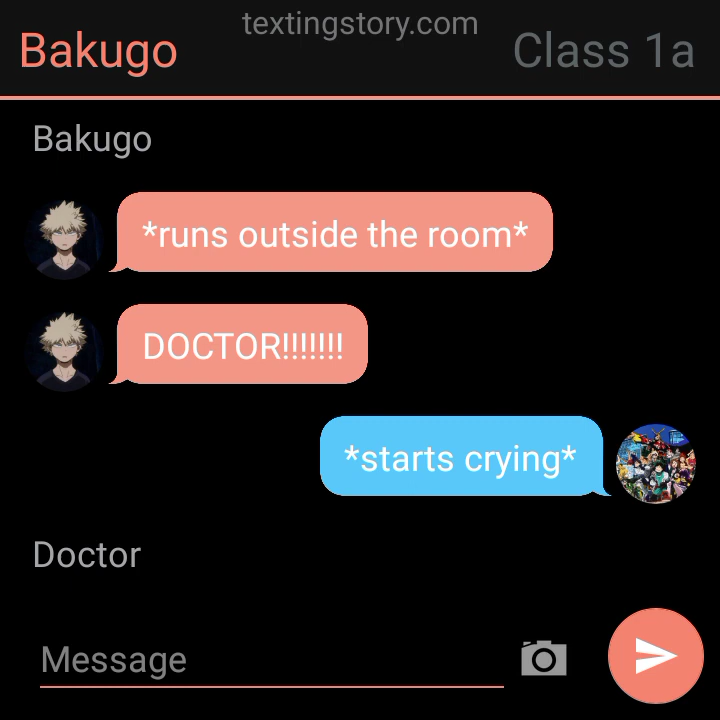 textingstory.com
Bakugo
Class 1a
Bakugo
*runs outside the room*
DOCTOR!!!!!!!
*starts crying*
Doctor
Message